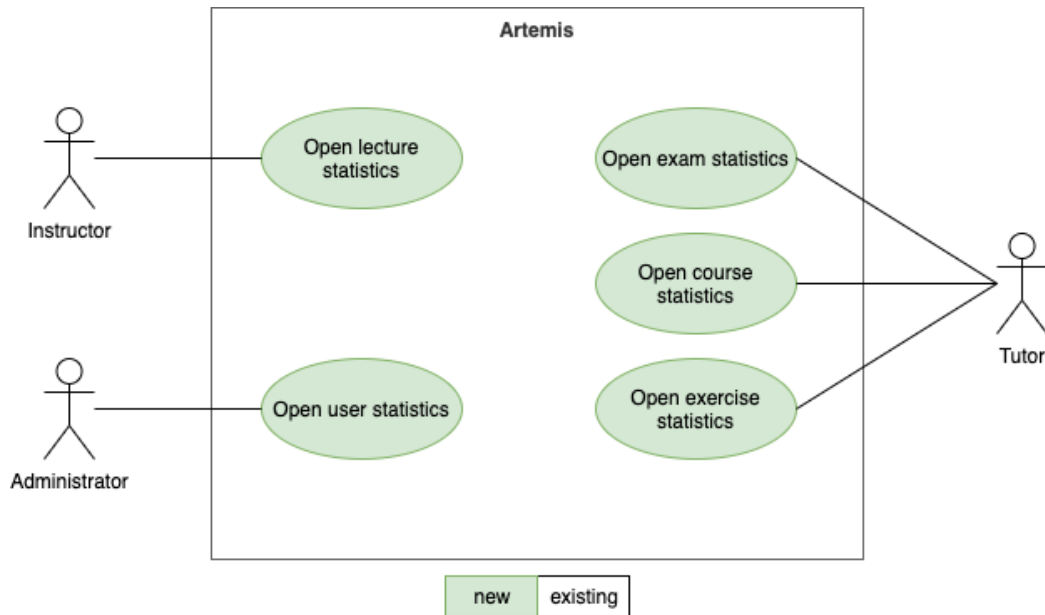 Artemis
Open lecture
statistics
Instructor
Open exam statistics
Open course
statistics
Tutor
Open user statistics
Administrator
Open exercise
statistics
new
existing